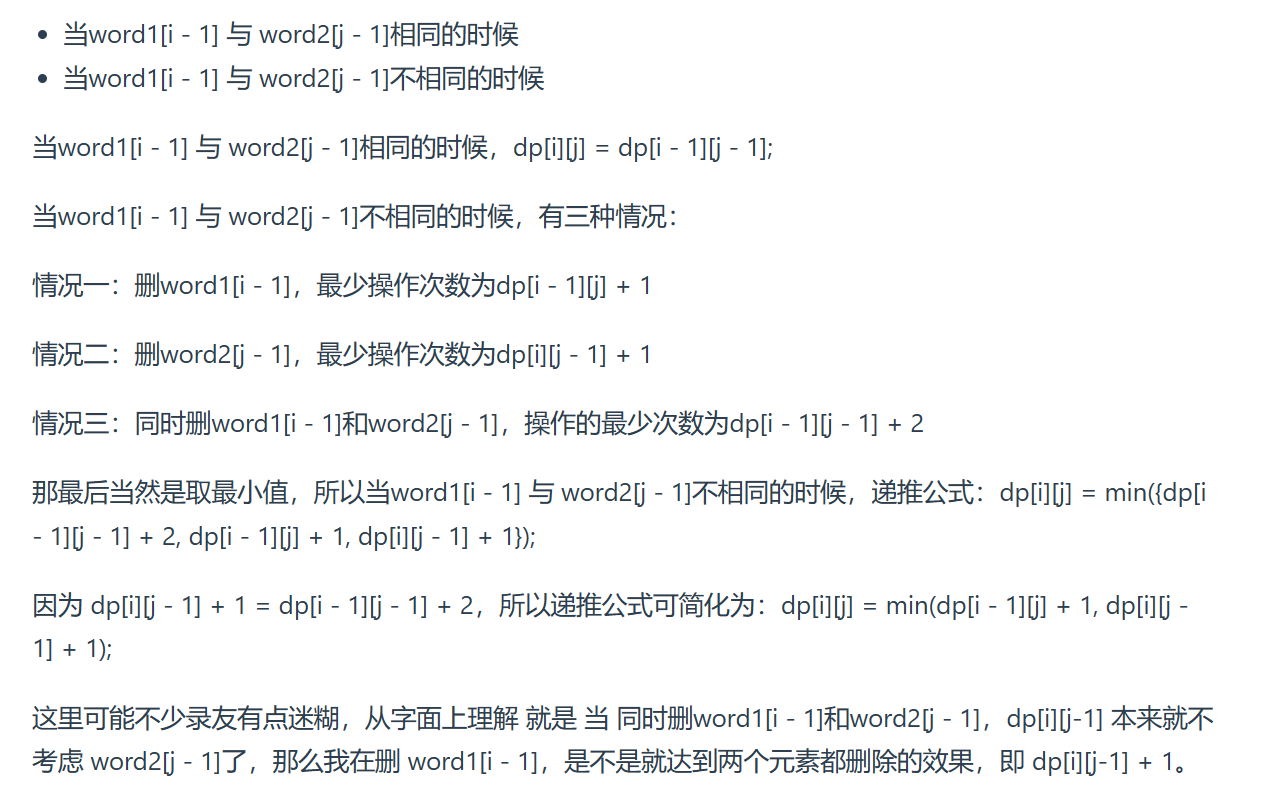 当word1[i - 1] 与 word2[j - 1]相同的时候
当word1[i - 1] 与 word2[j - 1]不相同的时候
当word1[i - 1] 与 word2[j - 1]相同的时候，dp[i][j] = dp[i - 1][j - 1];
当word1[i - 1] 与 word2[j - 1]不相同的时候，有三种情况：
情况一：删word1[i - 1]，最少操作次数为dp[i - 1][j] + 1
情况二：删word2[j - 1]，最少操作次数为dp[i][j - 1] + 1
情况三：同时删word1[i - 1]和word2[j - 1]，操作的最少次数为dp[i - 1][j - 1] + 2
那最后当然是取最小值，所以当word1[i - 1] 与 word2[j - 1]不相同的时候，递推公式：dp[i][j] = min({dp[i
- 1][j - 1] + 2, dp[i - 1][j] + 1, dp[i][j - 1] + 1});
因为 dp[i][j - 1] + 1 = dp[i - 1][j - 1] + 2，所以递推公式可简化为：dp[i][j] = min(dp[i - 1][j] + 1, dp[i][j -
1] + 1);
这里可能不少录友有点迷糊，从字面上理解 就是 当 同时删word1[i - 1]和word2[j - 1]，dp[i][j-1] 本来就不
考虑 word2[j - 1]了，那么我在删 word1[i - 1]，是不是就达到两个元素都删除的效果，即 dp[i][j-1] + 1。